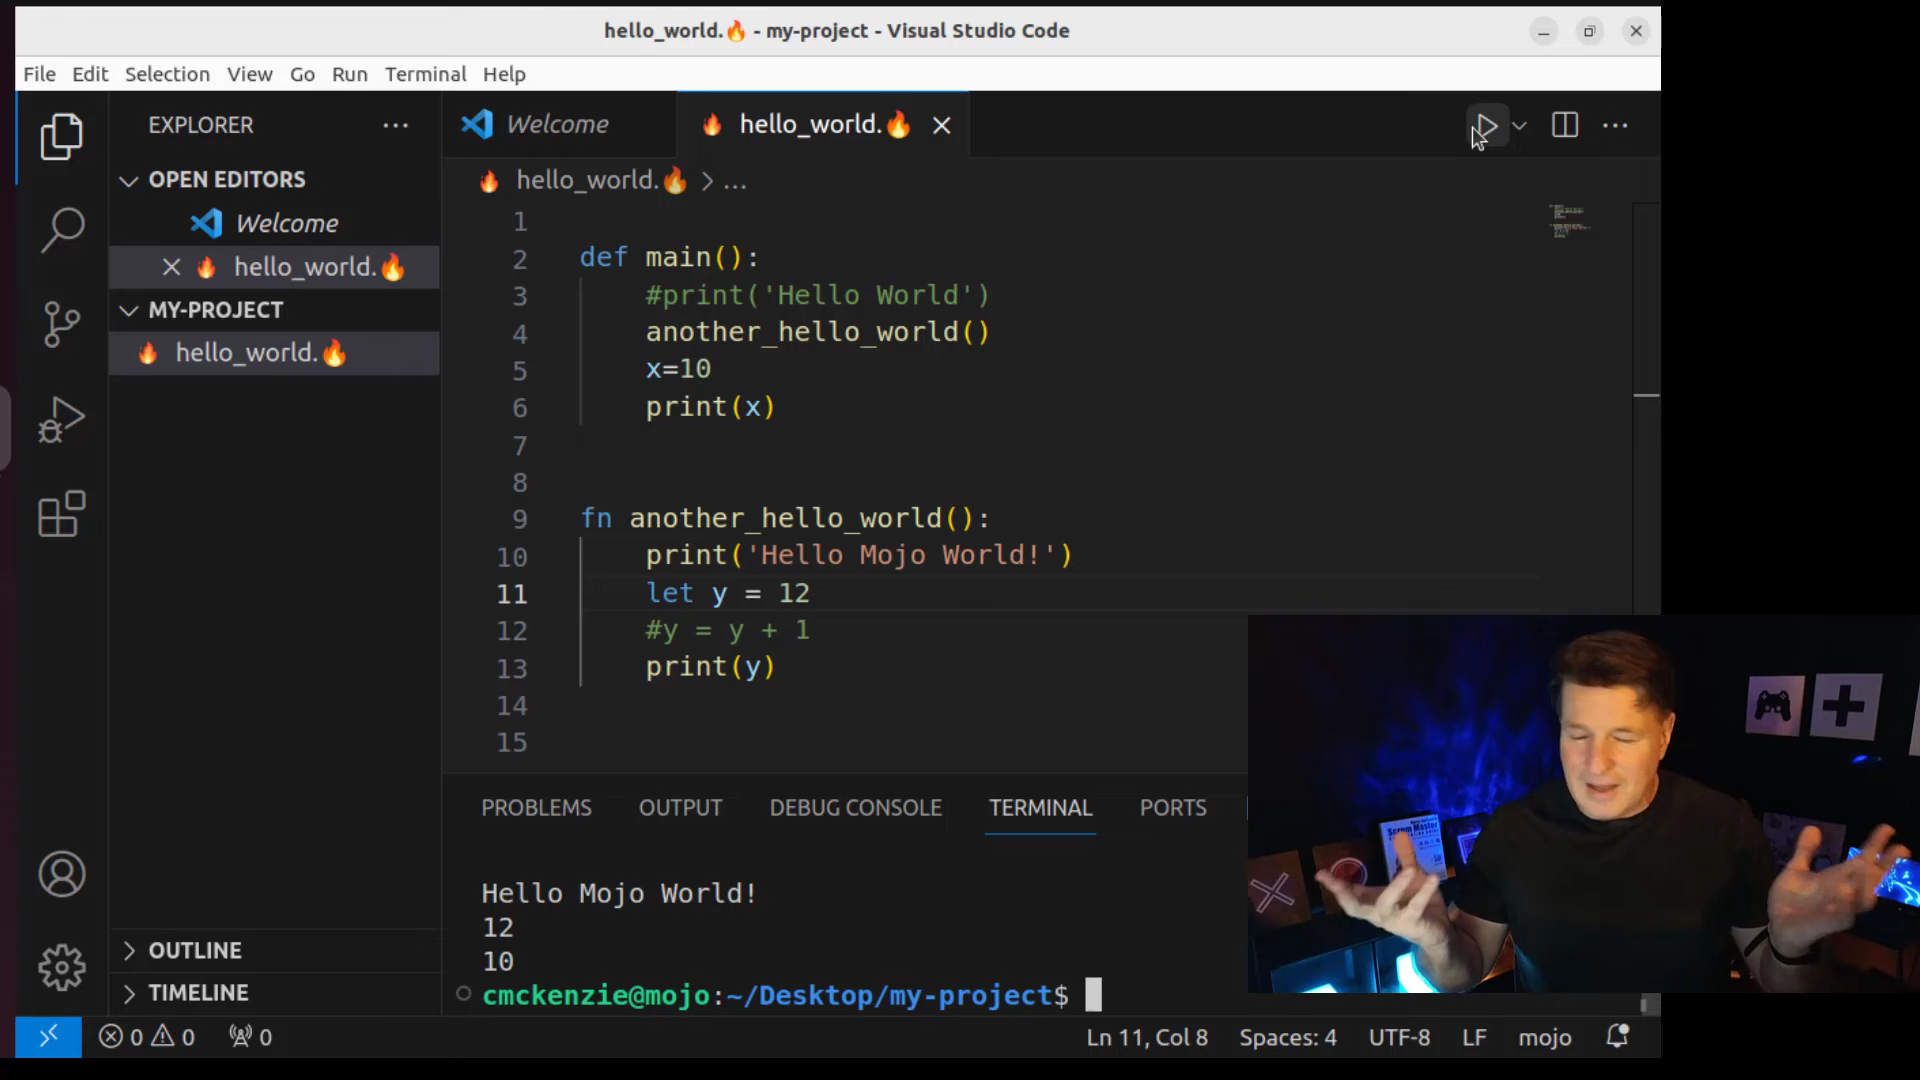 hello_world.🔥 - my-project - Visual Studio Code
File Edit Selection View Go Run Terminal Help
EXPLORER
OPEN EDITORS
Welcome
hello_world.🔥
MY-PROJECT
hello_world.🔥
OUTLINE
TIMELINE
Welcome
hello_world.🔥
hello_world.🔥 > ...
1
2 def main():
3     #print('Hello World')
4     another_hello_world()
5     x=10
6     print(x)
7
8
9 fn another_hello_world():
10     print('Hello Mojo World!')
11     let y = 12
12     #y = y + 1
13     print(y)
14
15
PROBLEMS OUTPUT DEBUG CONSOLE TERMINAL PORTS
Hello Mojo World!
12
10
cmckenzie@mojo:~/Desktop/my-project$
Scrum Master
0 0 0 Ln 11, Col 8 Spaces: 4 UTF-8 LF mojo